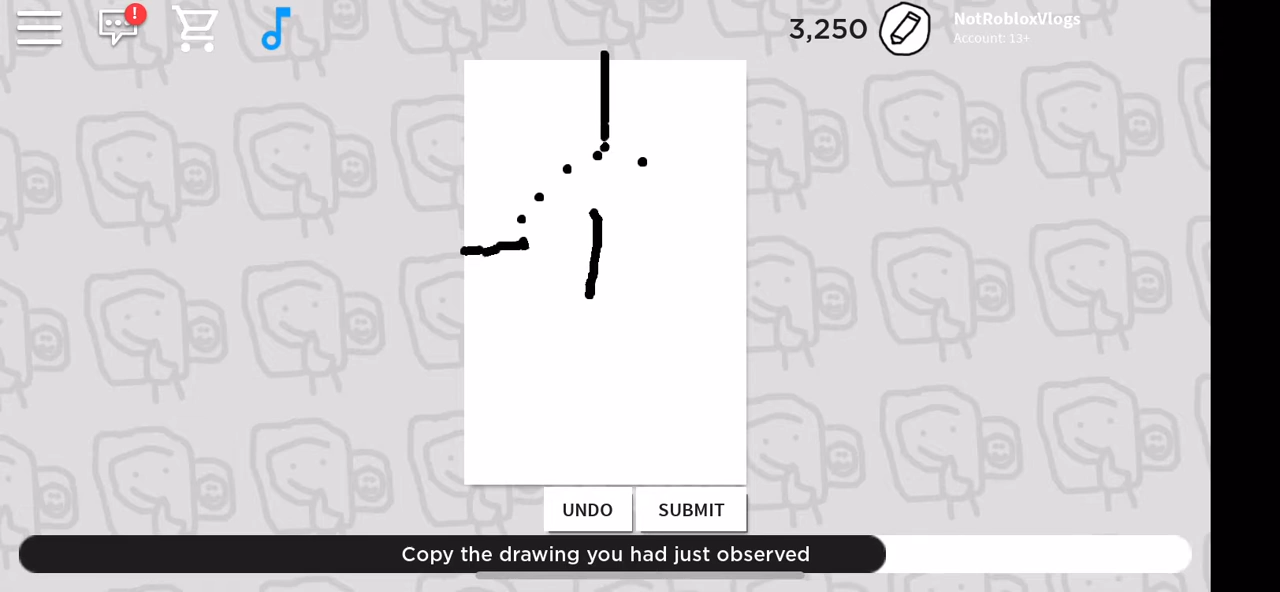 !
3,250
NotRobloxVlogs
Account: 13+
UNDO
SUBMIT
Copy the drawing you had just observed